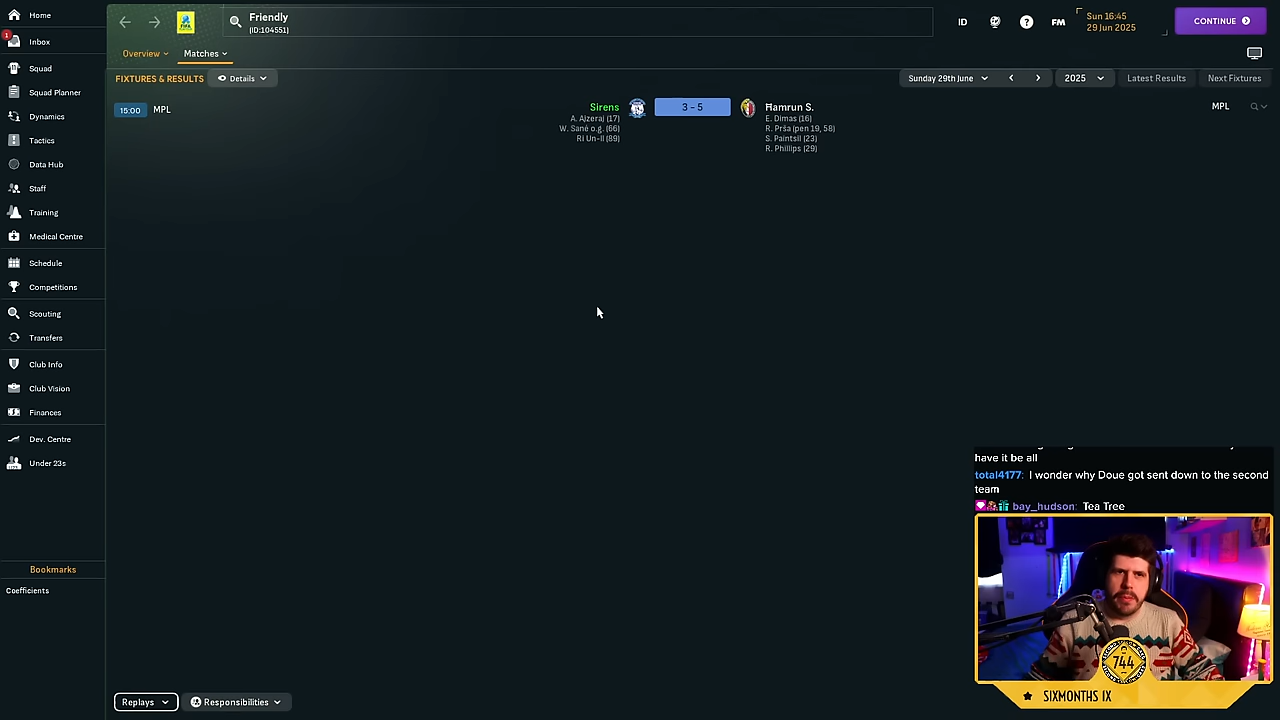 Home
Inbox
1
Squad
Squad Planner
Dynamics
Tactics
Data Hub
Staff
Training
Medical Centre
Schedule
Competitions
Scouting
Transfers
Club Info
Club Vision
Finances
Dev. Centre
Under 23s
Bookmarks
Coefficients
Friendly
(ID:104551)
ID
FM
Sun 16:45
29 Jun 2025
CONTINUE
Overview
Matches
FIXTURES & RESULTS
Details
Sunday 29th June
2025
Latest Results
Next Fixtures
15:00 MPL
Sirens 3 - 5 Ħamrun S.
MPL
A. Ajzeraj (17)
W. Sané o.g. (66)
Ri Un-Il (89)
E. Dimas (16)
R. Prša (pen 19, 58)
S. Paintsil (23)
R. Phillips (29)
have it be all
total4177: I wonder why Doue got sent down to the second
team
bay_hudson: Tea Tree
744
SIXMONTHS IX
Replays
Responsibilities